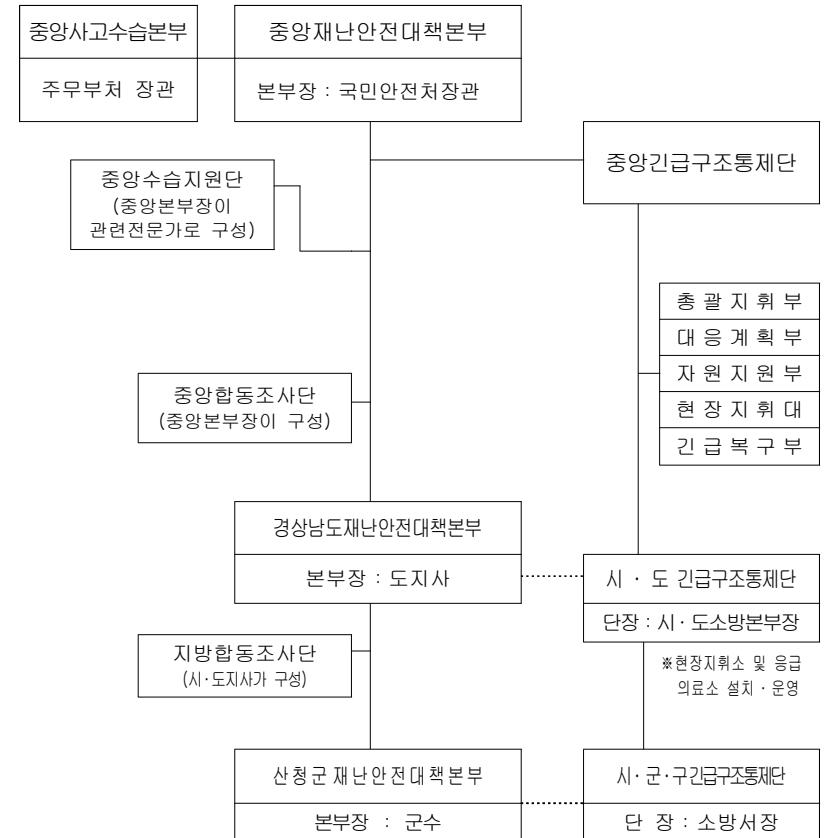 중앙사고수습본부
주무부처 장관
중앙재난안전대책본부
본부장 : 국민안전처장관
중앙긴급구조통제단
중앙수습지원단
(중앙본부장이
관련전문가로 구성)
총괄지휘부
대응계획부
자원지원부
현장지휘대
긴급복구부
중앙합동조사단
(중앙본부장이 구성)
경상남도재난안전대책본부
본부장 : 도지사
시 · 도 긴급구조통제단
단장 : 시 · 도소방본부장
※현장지휘소 및 응급
의료소 설치 · 운영
지방합동조사단
(시·도지사가 구성)
산청군재난안전대책본부
본부장 : 군수
시·군·구긴급구조통제단
단 장 : 소방서장